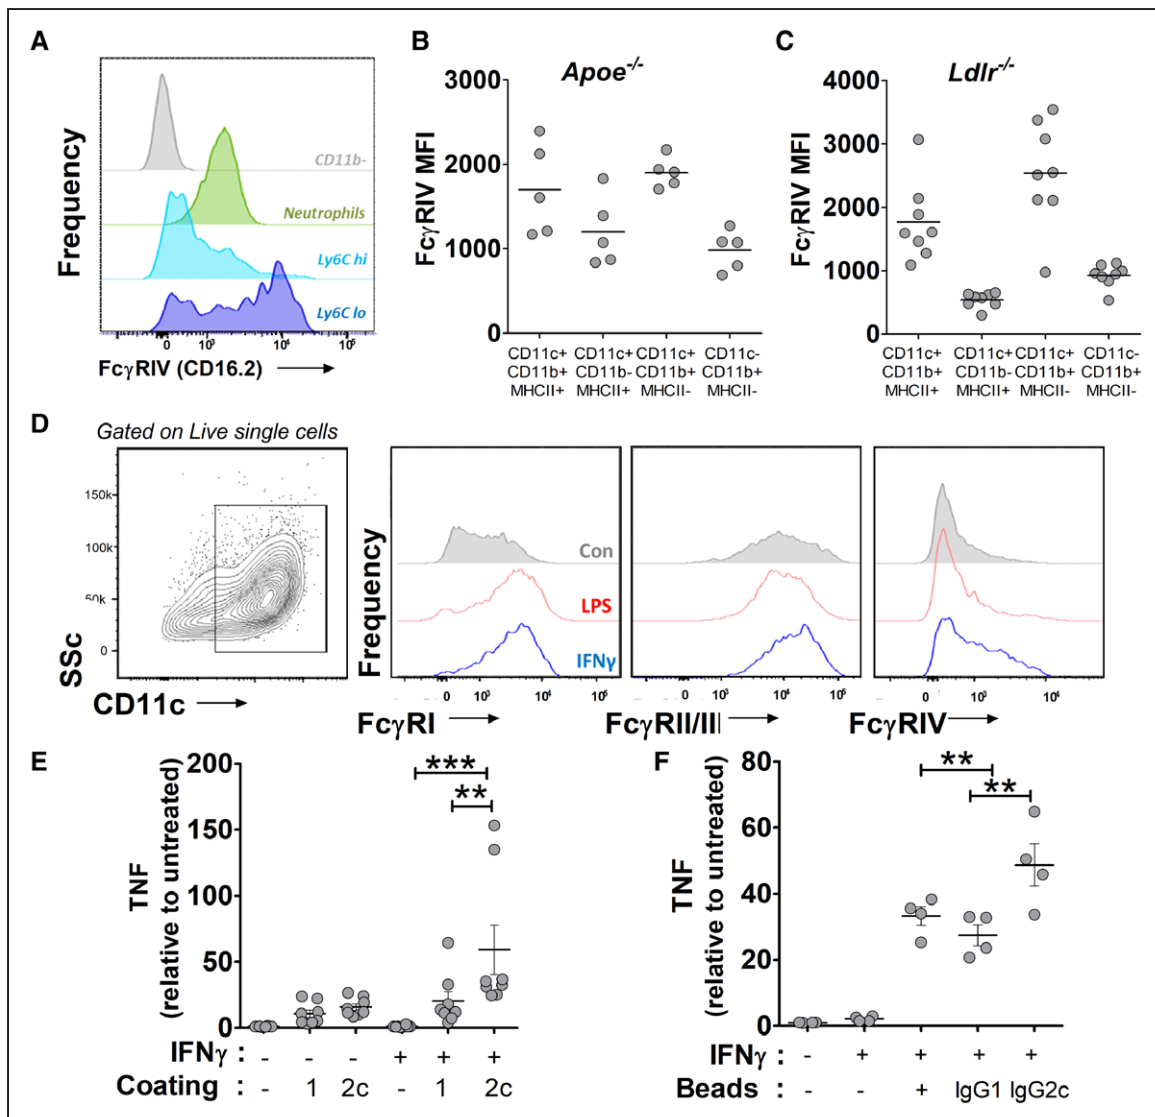 A
Frequency
CD11b-
Neutrophils
Ly6C hi
Ly6C lo
0 10³ 10⁴ 10⁵
FcγRIV (CD16.2)
B
Apoe-/-
FcγRIV MFI
3000
2000
1000
0
CD11c+ CD11c+ CD11c+ CD11c-
CD11b+ CD11b- CD11b+ CD11b+
MHCII+ MHCII+ MHCII- MHCII-
C
Ldlr-/-
FcγRIV MFI
4000
3000
2000
1000
0
CD11c+ CD11c+ CD11c+ CD11c-
CD11b+ CD11b- CD11b+ CD11b+
MHCII+ MHCII+ MHCII- MHCII-
D
Gated on Live single cells
SSc
150k
100k
50k
0
CD11c
Frequency
Con
LPS
IFNγ
0 10³ 10⁴ 10⁵
FcγRI
0 10³ 10⁴ 10⁵
FcγRII/III
0 10³ 10⁴ 10⁵
FcγRIV
E
TNF
(relative to untreated)
200
150
100
50
0
***
**
IFNγ : - - - + + +
Coating : - 1 2c - 1 2c
F
TNF
(relative to untreated)
80
60
40
20
0
**
**
IFNγ : - + + + +
Beads : - - + IgG1 IgG2c